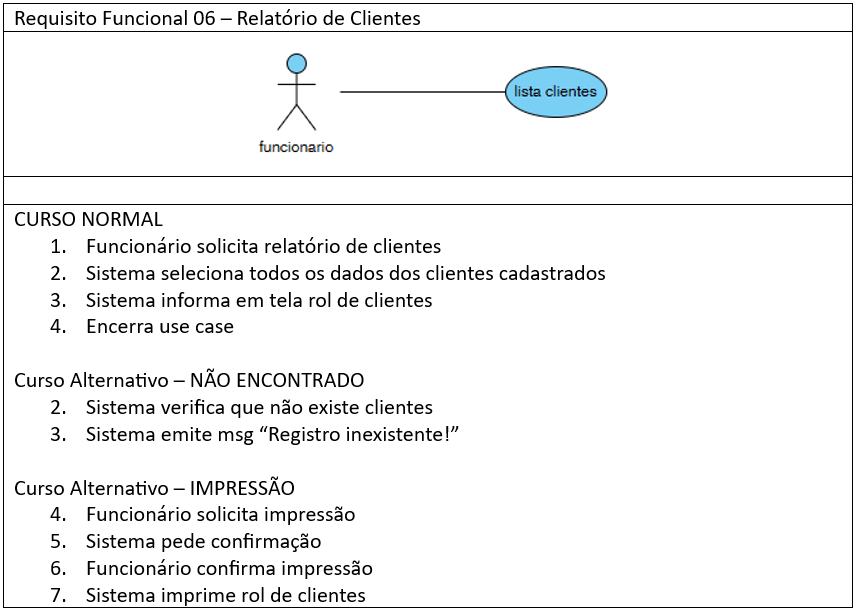 Requisito Funcional 06 – Relatório de Clientes
lista clientes
funcionario
CURSO NORMAL
1. Funcionário solicita relatório de clientes
2. Sistema seleciona todos os dados dos clientes cadastrados
3. Sistema informa em tela rol de clientes
4. Encerra use case
Curso Alternativo – NÃO ENCONTRADO
2. Sistema verifica que não existe clientes
3. Sistema emite msg “Registro inexistente!”
Curso Alternativo – IMPRESSÃO
4. Funcionário solicita impressão
5. Sistema pede confirmação
6. Funcionário confirma impressão
7. Sistema imprime rol de clientes